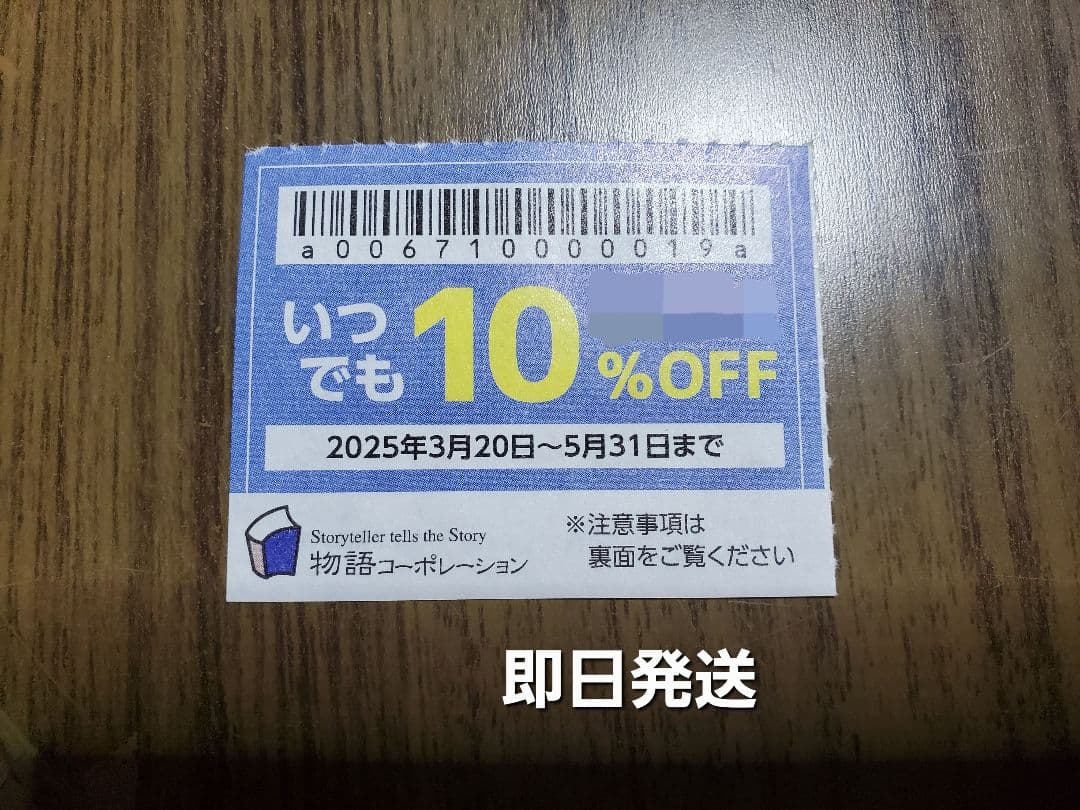 a006710000019a
いつ
でも
10
%OFF
2025年3月20日～5月31日まで
Storyteller tells the Story
物語コーポレーション
※注意事項は
裏面をご覧ください
即日発送